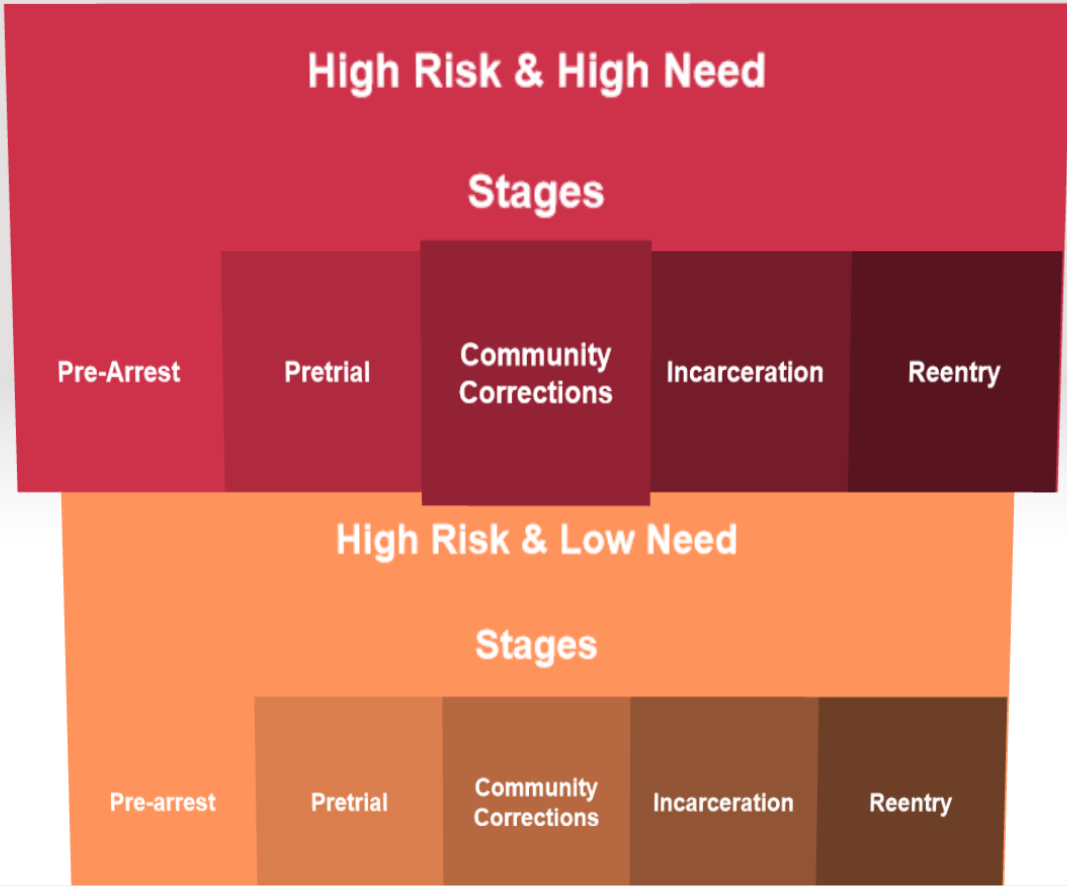 High Risk & High Need
Stages
Pre-Arrest
Pretrial
Community
Corrections
Incarceration
Reentry
High Risk & Low Need
Stages
Pre-arrest
Pretrial
Community
Corrections
Incarceration
Reentry